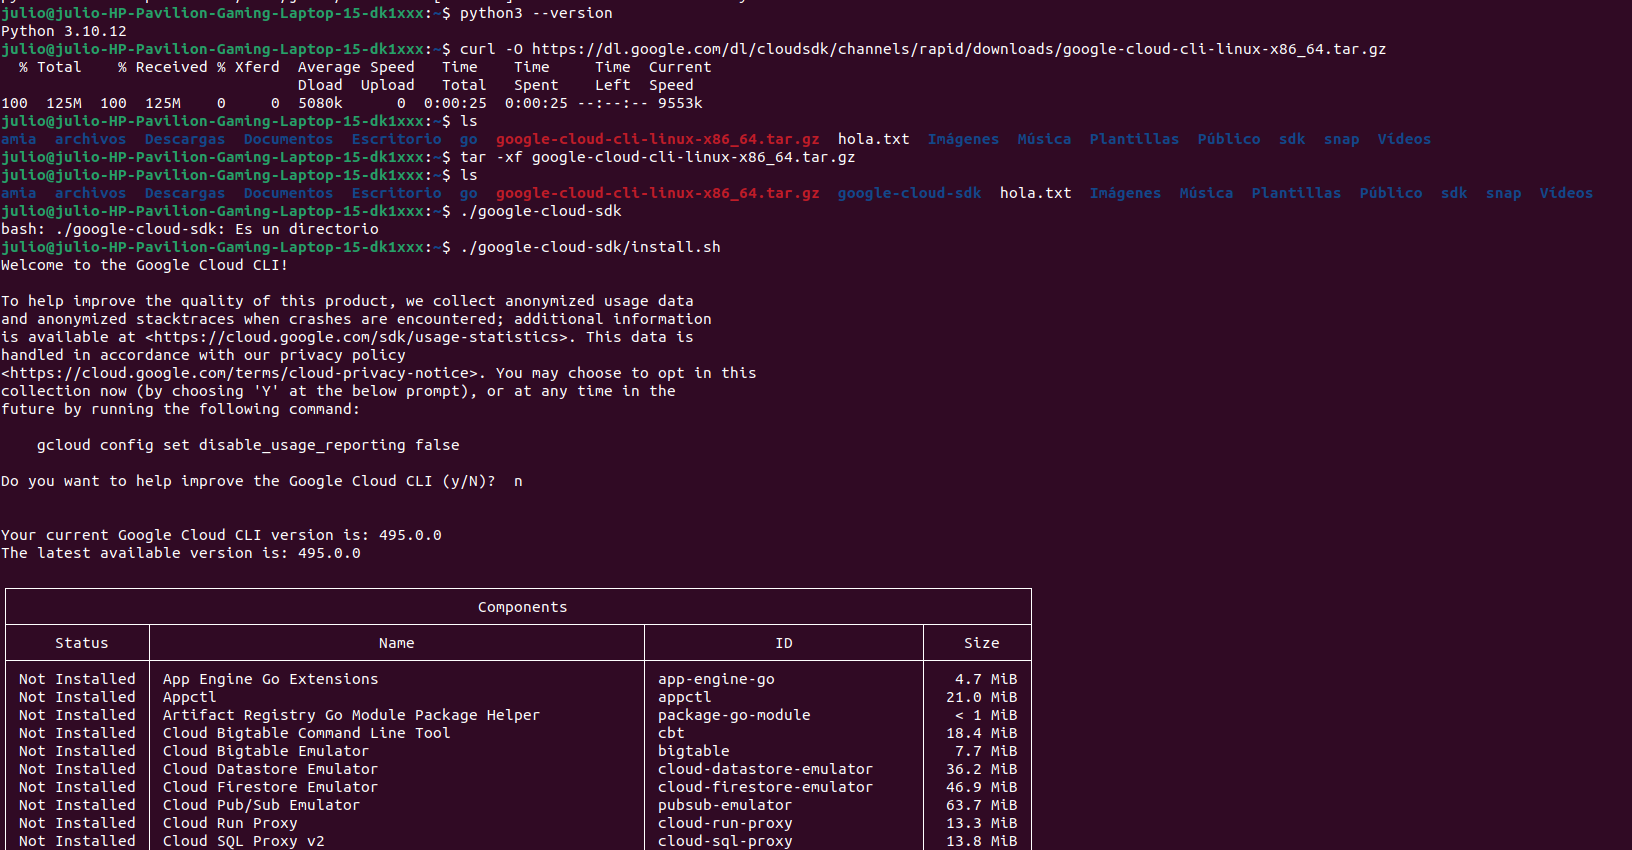 julio@julio-HP-Pavilion-Gaming-Laptop-15-dk1xxx:~$ python3 --version
Python 3.10.12
julio@julio-HP-Pavilion-Gaming-Laptop-15-dk1xxx:~$ curl -O https://dl.google.com/dl/cloudsdk/channels/rapid/downloads/google-cloud-cli-linux-x86_64.tar.gz
% Total % Received % Xferd Average Speed Time Time Time Current
Dload Upload Total Spent Left Speed
100 125M 100 125M 0 0 5080k 0 0:00:25 0:00:25 --:--:-- 9553k
julio@julio-HP-Pavilion-Gaming-Laptop-15-dk1xxx:~$ ls
amia archivos Descargas Documentos Escritorio go google-cloud-cli-linux-x86_64.tar.gz hola.txt Imágenes Música Plantillas Público sdk snap Vídeos
julio@julio-HP-Pavilion-Gaming-Laptop-15-dk1xxx:~$ tar -xf google-cloud-cli-linux-x86_64.tar.gz
julio@julio-HP-Pavilion-Gaming-Laptop-15-dk1xxx:~$ ls
amia archivos Descargas Documentos Escritorio go google-cloud-cli-linux-x86_64.tar.gz google-cloud-sdk hola.txt Imágenes Música Plantillas Público sdk snap Vídeos
julio@julio-HP-Pavilion-Gaming-Laptop-15-dk1xxx:~$ ./google-cloud-sdk
bash: ./google-cloud-sdk: Es un directorio
julio@julio-HP-Pavilion-Gaming-Laptop-15-dk1xxx:~$ ./google-cloud-sdk/install.sh
Welcome to the Google Cloud CLI!
To help improve the quality of this product, we collect anonymized usage data
and anonymized stacktraces when crashes are encountered; additional information
is available at <https://cloud.google.com/sdk/usage-statistics>. This data is
handled in accordance with our privacy policy
<https://cloud.google.com/terms/cloud-privacy-notice>. You may choose to opt in this
collection now (by choosing 'Y' at the below prompt), or at any time in the
future by running the following command:
gcloud config set disable_usage_reporting false
Do you want to help improve the Google Cloud CLI (y/N)? n
Your current Google Cloud CLI version is: 495.0.0
The latest available version is: 495.0.0
Components
Status Name ID Size
Not Installed App Engine Go Extensions app-engine-go 4.7 MiB
Not Installed Appctl appctl 21.0 MiB
Not Installed Artifact Registry Go Module Package Helper package-go-module < 1 MiB
Not Installed Cloud Bigtable Command Line Tool cbt 18.4 MiB
Not Installed Cloud Bigtable Emulator bigtable 7.7 MiB
Not Installed Cloud Datastore Emulator cloud-datastore-emulator 36.2 MiB
Not Installed Cloud Firestore Emulator cloud-firestore-emulator 46.9 MiB
Not Installed Cloud Pub/Sub Emulator pubsub-emulator 63.7 MiB
Not Installed Cloud Run Proxy cloud-run-proxy 13.3 MiB
Not Installed Cloud SQL Proxy v2 cloud-sql-proxy 13.8 MiB